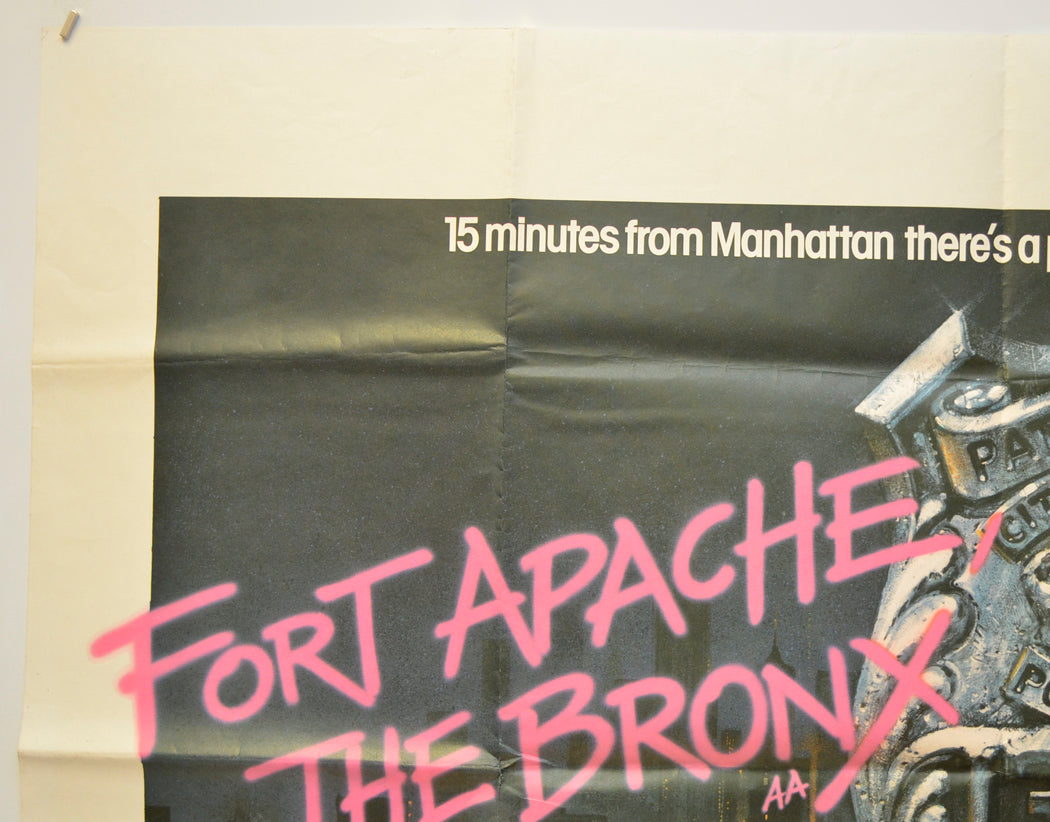 15 minutes from Manhattan there's a
FORT APACHE,
THE BRONX
AA